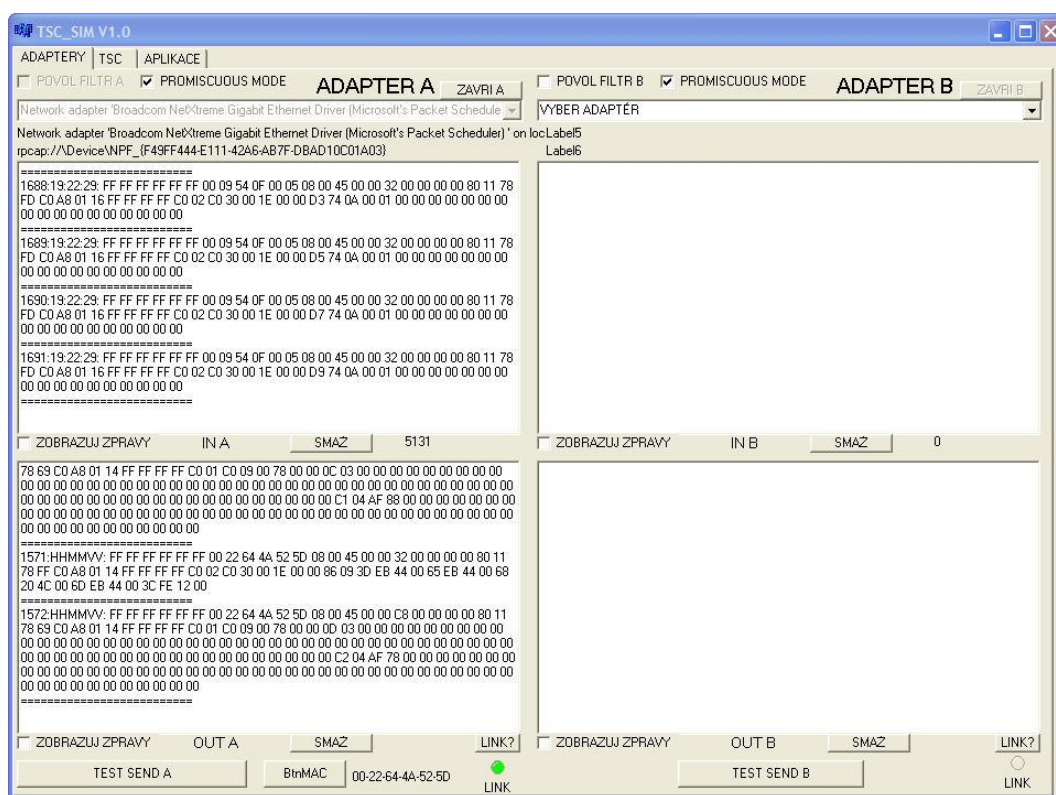 TSC_SIM V1.0
ADAPTERY TSC APLIKACE
POVOL FILTR A PROMISCUOUS MODE ADAPTER A ZAVRI A
POVOL FILTR B PROMISCUOUS MODE ADAPTER B ZAVRI B
Network adapter 'Broadcom NetXtreme Gigabit Ethernet Driver (Microsoft's Packet Schedule
VYBER ADAPTÉR
Network adapter 'Broadcom NetXtreme Gigabit Ethernet Driver (Microsoft's Packet Scheduler) ' on loc
Label5
rpcap://\Device\NPF_{F49FF444-E111-42A6-AB7F-DBAD10C01A03}
Label6
==========================
1688:19:22:29: FF FF FF FF FF FF 00 09 54 0F 00 05 08 00 45 00 00 32 00 00 00 00 80 11 78
FD C0 A8 01 16 FF FF FF FF C0 02 C0 30 00 1E 00 00 D3 74 0A 00 01 00 00 00 00 00 00 00
00 00 00 00 00 00 00 00 00 00
==========================
1689:19:22:29: FF FF FF FF FF FF 00 09 54 0F 00 05 08 00 45 00 00 32 00 00 00 00 80 11 78
FD C0 A8 01 16 FF FF FF FF C0 02 C0 30 00 1E 00 00 D5 74 0A 00 01 00 00 00 00 00 00 00
00 00 00 00 00 00 00 00 00 00
==========================
1690:19:22:29: FF FF FF FF FF FF 00 09 54 0F 00 05 08 00 45 00 00 32 00 00 00 00 80 11 78
FD C0 A8 01 16 FF FF FF FF C0 02 C0 30 00 1E 00 00 D7 74 0A 00 01 00 00 00 00 00 00 00
00 00 00 00 00 00 00 00 00 00
==========================
1691:19:22:29: FF FF FF FF FF FF 00 09 54 0F 00 05 08 00 45 00 00 32 00 00 00 00 80 11 78
FD C0 A8 01 16 FF FF FF FF C0 02 C0 30 00 1E 00 00 D9 74 0A 00 01 00 00 00 00 00 00 00
00 00 00 00 00 00 00 00 00 00
==========================
ZOBRAZUJ ZPRAVY IN A SMAŽ 5131
ZOBRAZUJ ZPRAVY IN B SMAŽ 0
78 69 C0 A8 01 14 FF FF FF FF C0 01 C0 09 00 78 00 00 0C 03 00 00 00 00 00 00 00 00 00
00 00 00 00 00 00 00 00 00 00 00 00 00 00 00 00 00 00 00 00 00 00 00 00 00 00 00 00 00
00 00 00 00 00 00 00 00 00 00 00 00 00 00 00 00 00 00 C1 04 AF 88 00 00 00 00 00 00 00
00 00 00 00 00 00 00 00 00 00 00 00 00 00 00 00 00 00 00 00 00 00 00 00 00 00 00 00 00
00 00 00 00 00 00 00 00 00 00 00
==========================
1571:HHMMVV: FF FF FF FF FF FF 00 22 64 4A 52 5D 08 00 45 00 00 32 00 00 00 00 80 11
78 FF C0 A8 01 14 FF FF FF FF C0 02 C0 30 00 1E 00 00 86 09 3D EB 44 00 65 EB 44 00 68
20 4C 00 6D EB 44 00 3C FE 12 00
==========================
1572:HHMMVV: FF FF FF FF FF FF 00 22 64 4A 52 5D 08 00 45 00 00 C8 00 00 00 00 80 11
78 69 C0 A8 01 14 FF FF FF FF C0 01 C0 09 00 78 00 00 0D 03 00 00 00 00 00 00 00 00 00
00 00 00 00 00 00 00 00 00 00 00 00 00 00 00 00 00 00 00 00 00 00 00 00 00 00 00 00 00
00 00 00 00 00 00 00 00 00 00 00 00 00 00 00 00 00 00 C2 04 AF 78 00 00 00 00 00 00 00
00 00 00 00 00 00 00 00 00 00 00 00 00 00 00 00 00 00 00 00 00 00 00 00 00 00 00 00 00
00 00 00 00 00 00 00 00 00 00 00
==========================
ZOBRAZUJ ZPRAVY OUT A SMAŽ LINK?
ZOBRAZUJ ZPRAVY OUT B SMAŽ LINK?
TEST SEND A BtnMAC 00-22-64-4A-52-5D LINK
TEST SEND B LINK